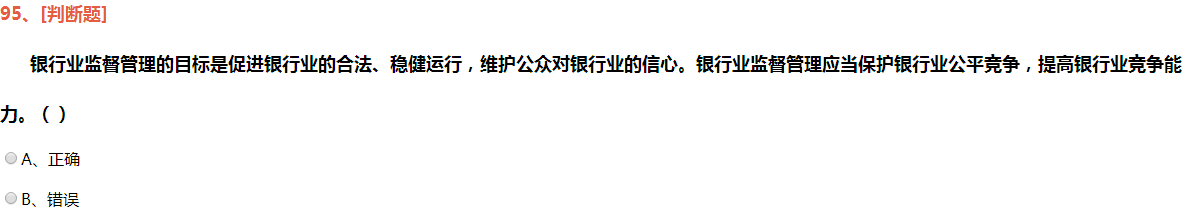 95、[判断题]
银行业监督管理的目标是促进银行业的合法、稳健运行，维护公众对银行业的信心。银行业监督管理应当保护银行业公平竞争，提高银行业竞争能
力。（ ）
A、正确
B、错误